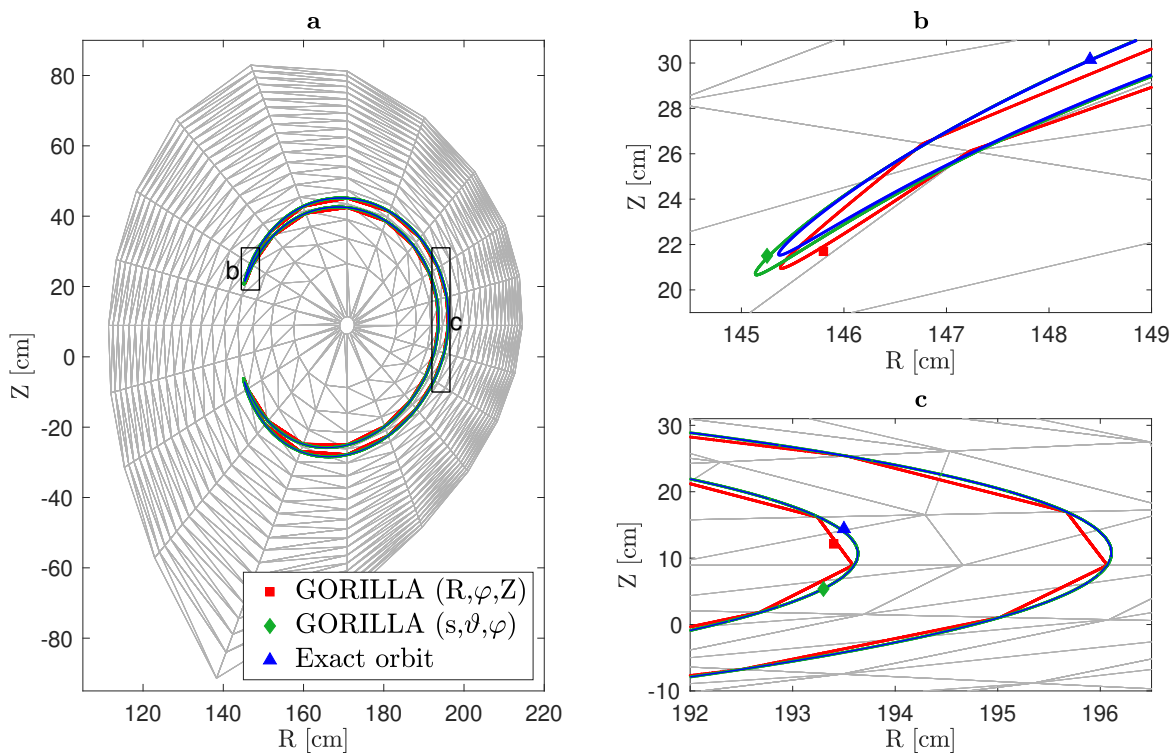 a
80
60
40
20
0
-20
-40
-60
-80
Z [cm]
120 140 160 180 200 220
R [cm]
b
c
GORILLA (R,φ,Z)
GORILLA (s,ϑ,φ)
Exact orbit
b
30
28
26
24
22
20
Z [cm]
145 146 147 148 149
R [cm]
c
30
20
10
0
-10
Z [cm]
192 193 194 195 196
R [cm]